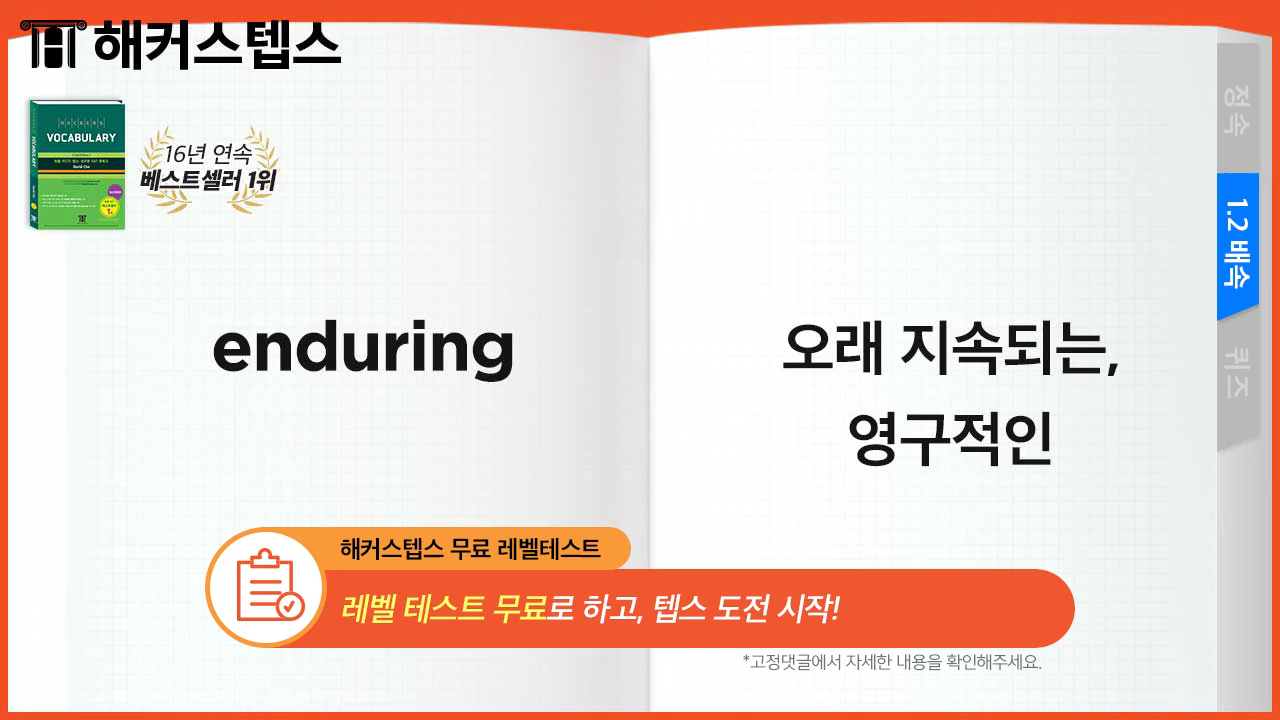 해커스텝스
HACKERS
VOCABULARY
David Cho
16년 연속
베스트셀러 1위
enduring
오래 지속되는,
영구적인
정속
1.2 배속
퀴즈
해커스텝스 무료 레벨테스트
레벨 테스트 무료로 하고, 텝스 도전 시작!
*고정댓글에서 자세한 내용을 확인해주세요.